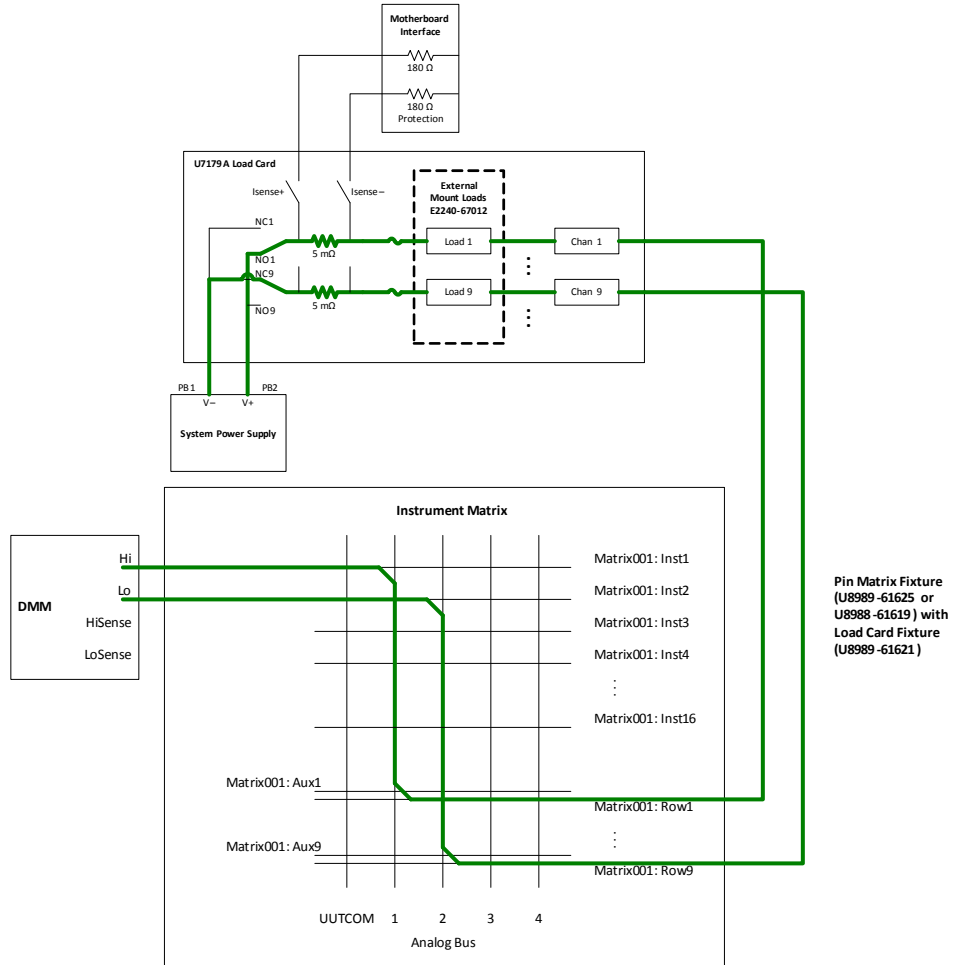 Motherboard
Interface
180 Ω
180 Ω
Protection
U7179A Load Card
Isense+
Isense–
External
Mount Loads
E2240-67012
NC1
Load 1
Chan 1
NO1
5 mΩ
NC9
Load 9
Chan 9
NO9
5 mΩ
PB1
PB2
V–
V+
System Power Supply
Instrument Matrix
Hi
Matrix001: Inst1
Lo
Matrix001: Inst2
DMM
HiSense
Matrix001: Inst3
LoSense
Matrix001: Inst4
Matrix001: Inst16
Pin Matrix Fixture
(U8989-61625 or
U8988-61619) with
Load Card Fixture
(U8989-61621)
Matrix001: Aux1
Matrix001: Row1
Matrix001: Aux9
Matrix001: Row9
UUTCOM 1 2 3 4
Analog Bus